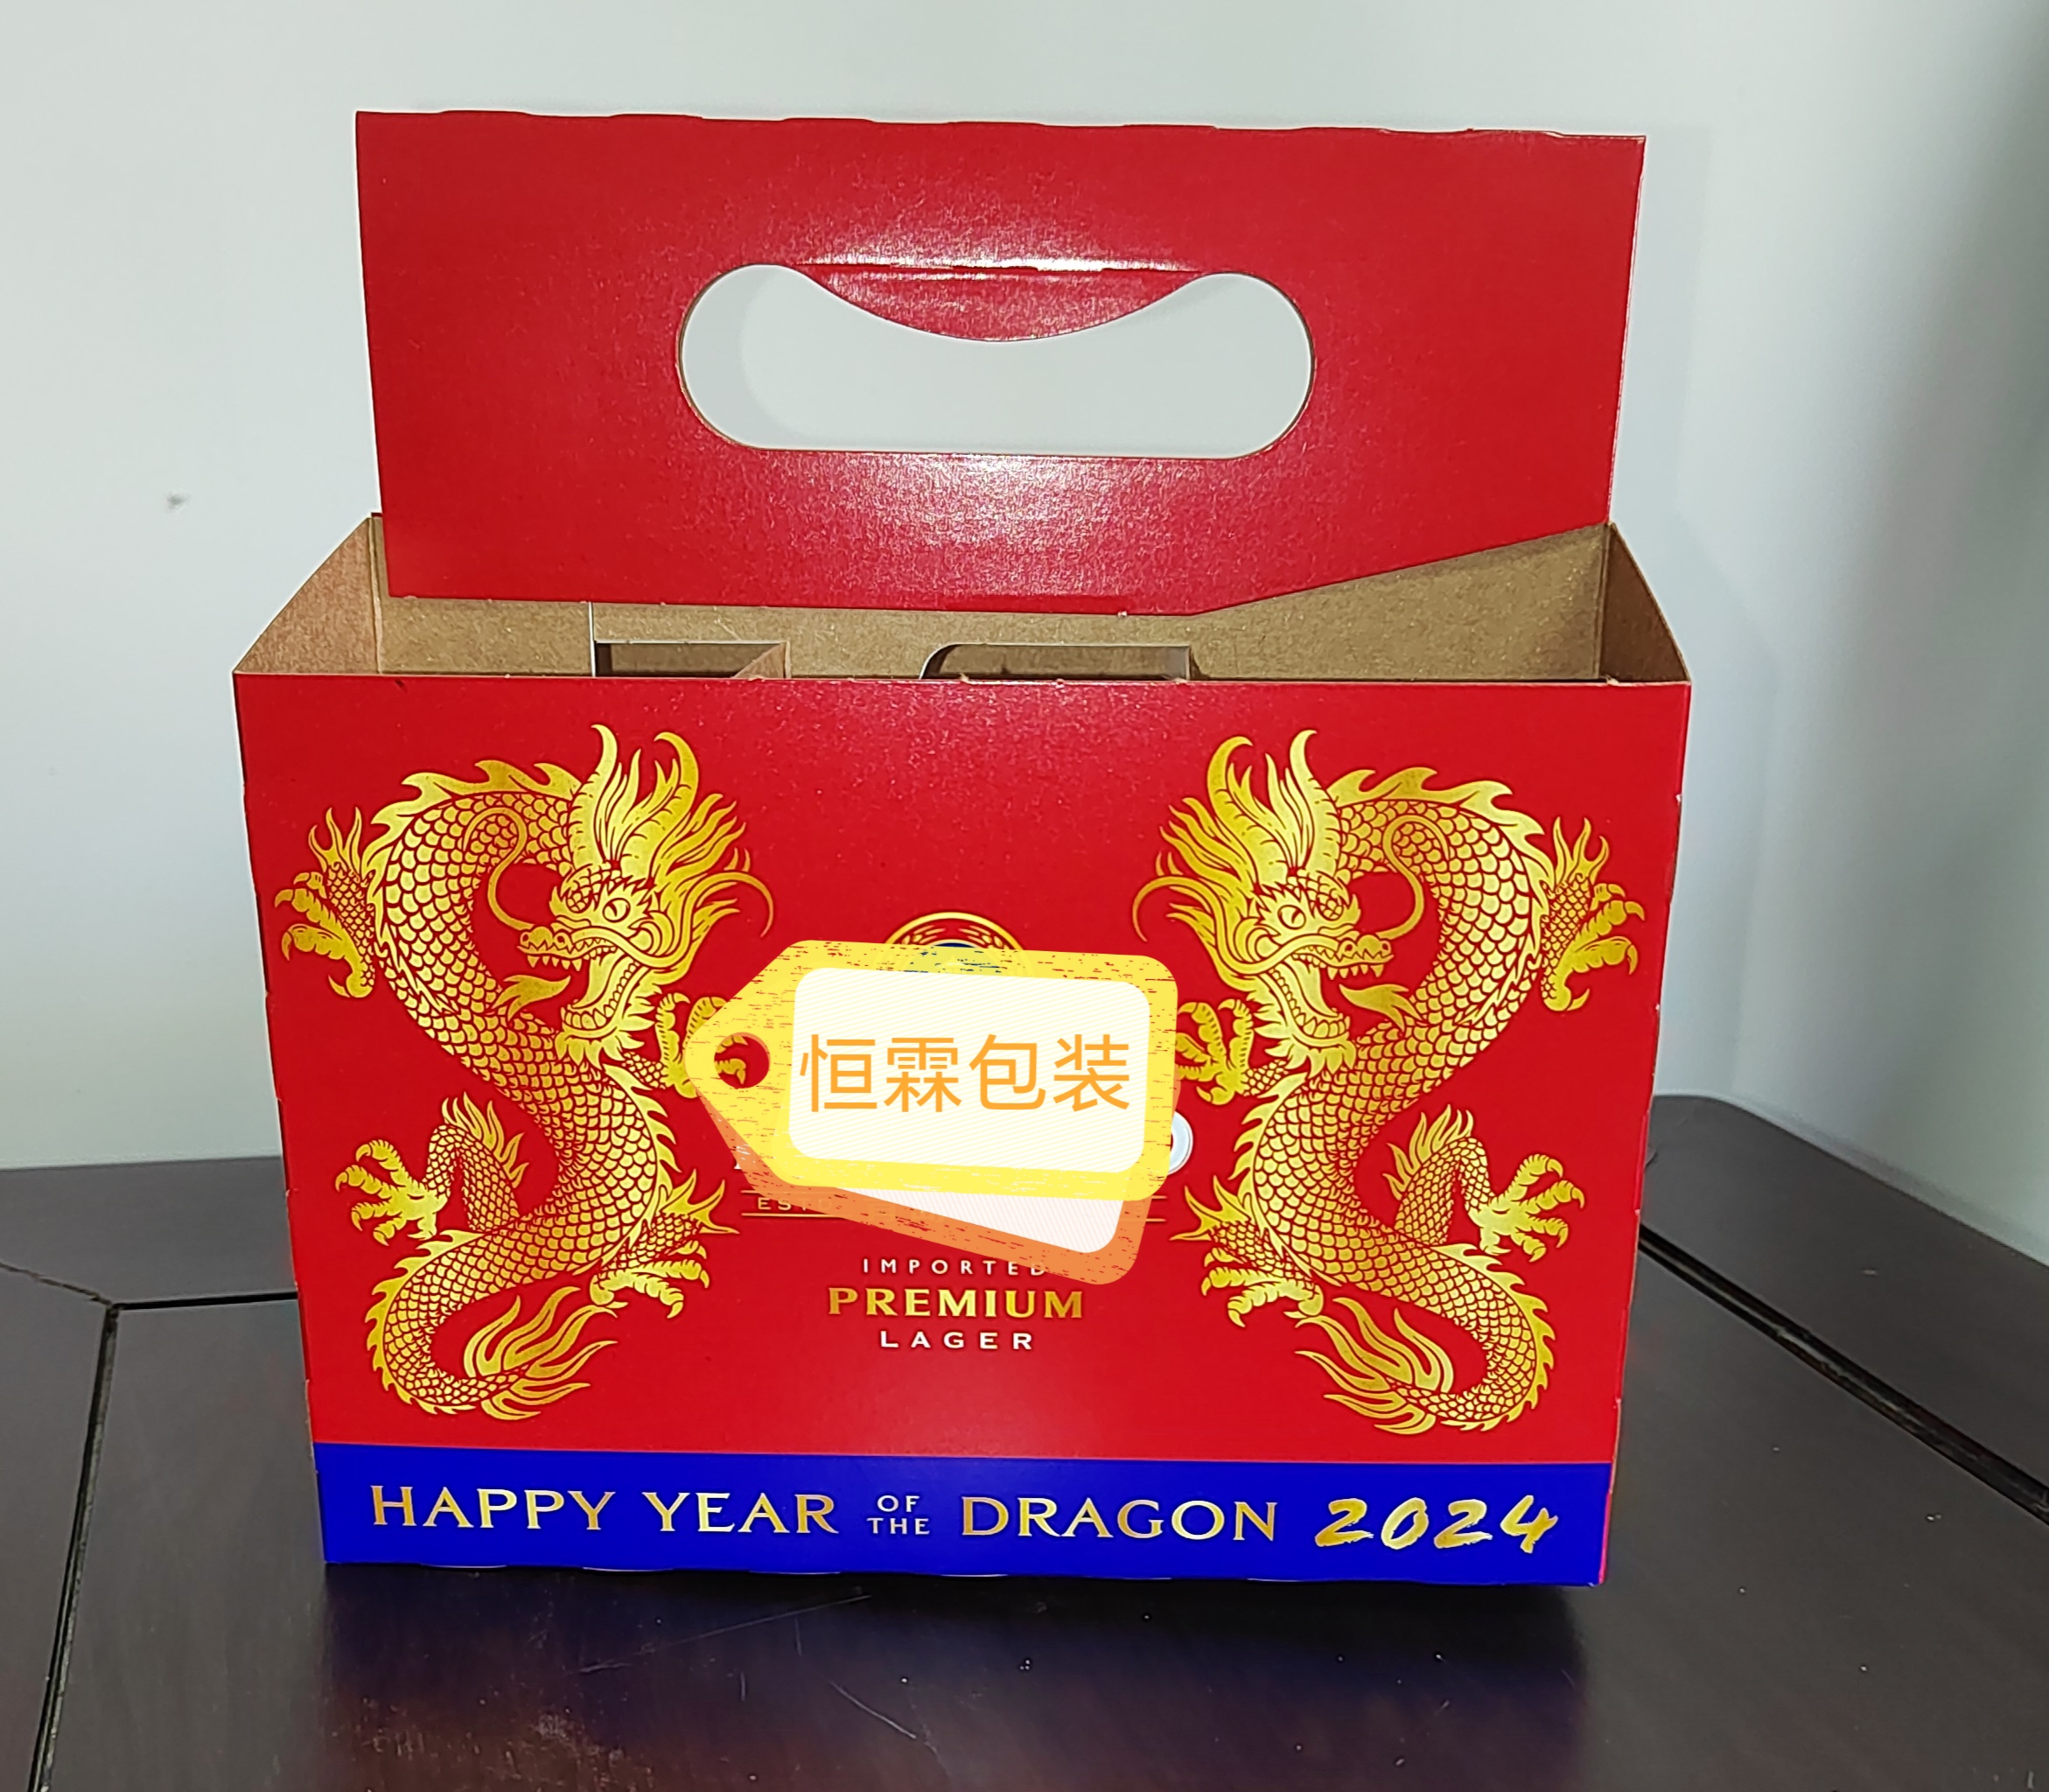 恒霖包装
IMPORTED
PREMIUM
LAGER
HAPPY YEAR OF THE DRAGON 2024